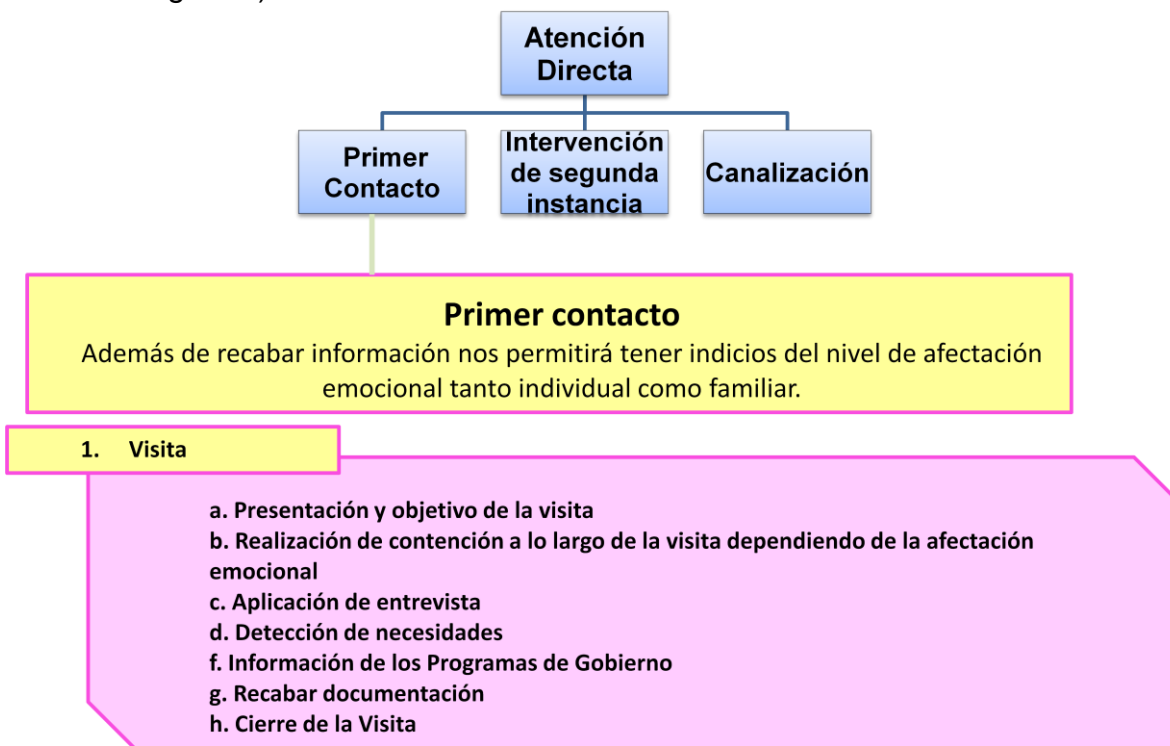 Atención
Directa
Primer
Contacto
Intervención
de segunda
instancia
Canalización
Primer contacto
Además de recabar información nos permitirá tener indicios del nivel de afectación
emocional tanto individual como familiar.
1. Visita
a. Presentación y objetivo de la visita
b. Realización de contención a lo largo de la visita dependiendo de la afectación
emocional
c. Aplicación de entrevista
d. Detección de necesidades
f. Información de los Programas de Gobierno
g. Recabar documentación
h. Cierre de la Visita